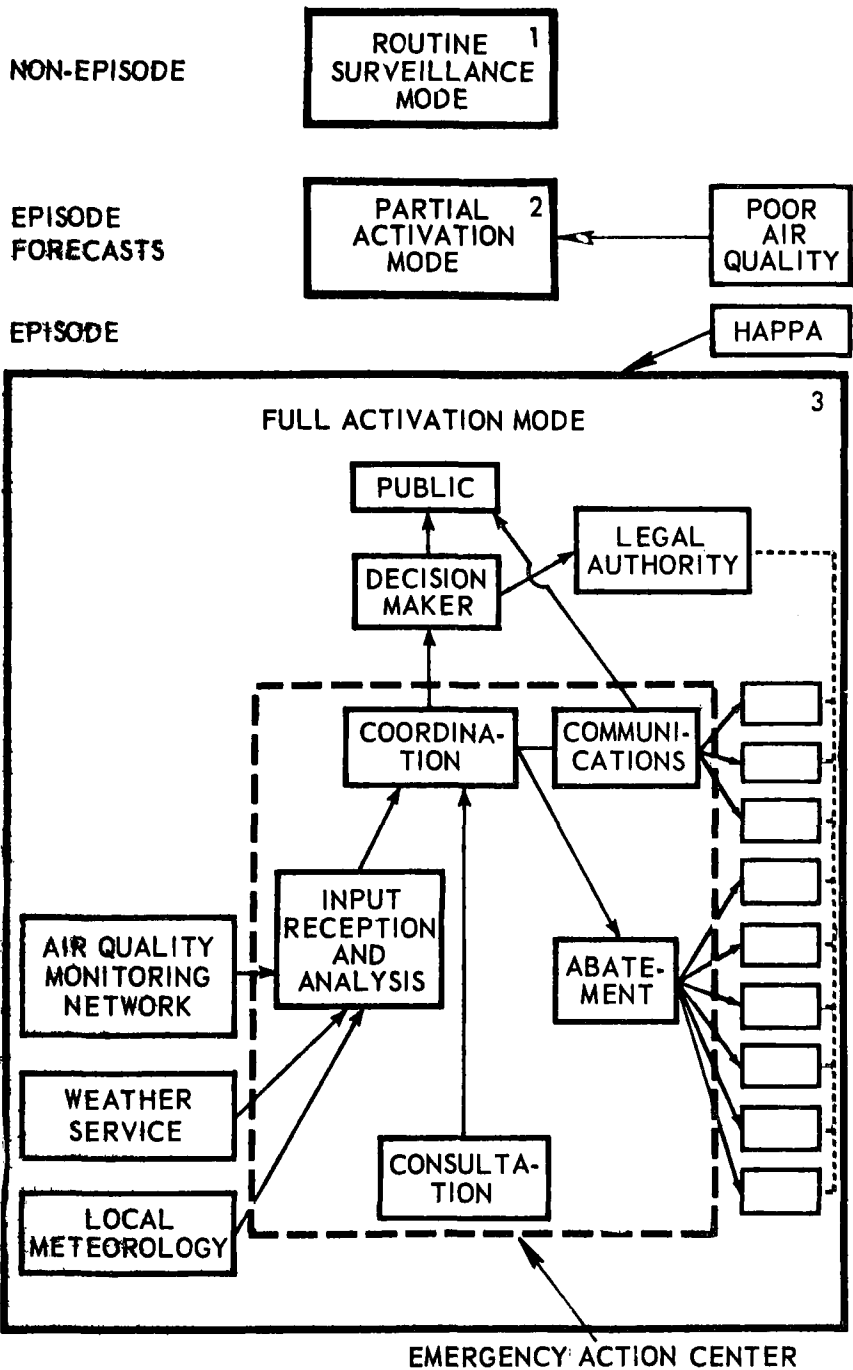 NON-EPISODE
ROUTINE 1
SURVEILLANCE
MODE
EPISODE
FORECASTS
PARTIAL 2
ACTIVATION
MODE
POOR
AIR
QUALITY
EPISODE
HAPPA
3
FULL ACTIVATION MODE
PUBLIC
DECISION
MAKER
LEGAL
AUTHORITY
COORDINA-
TION
COMMUNI-
CATIONS
INPUT
RECEPTION
AND
ANALYSIS
AIR QUALITY
MONITORING
NETWORK
ABATE-
MENT
WEATHER
SERVICE
CONSULTA-
TION
LOCAL
METEOROLOGY
EMERGENCY ACTION CENTER